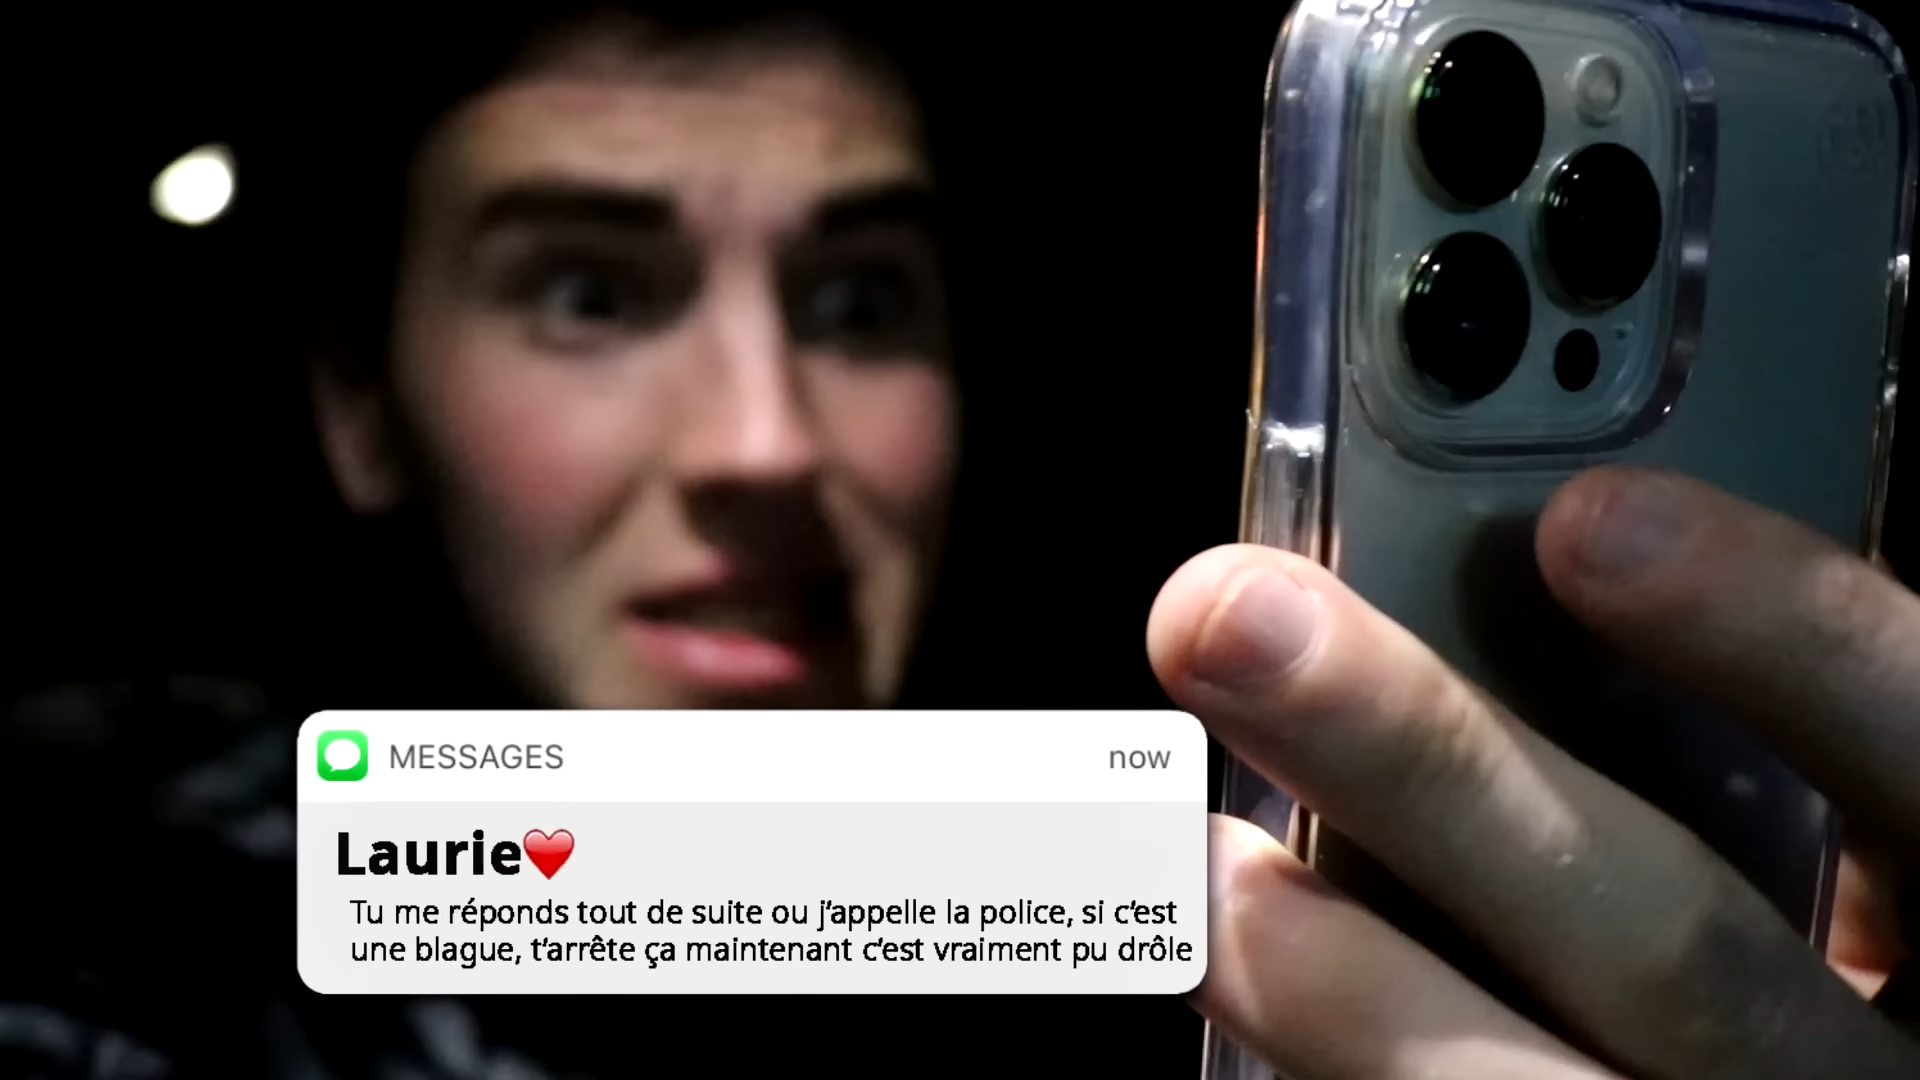 MESSAGES now
Laurie❤️
Tu me réponds tout de suite ou j'appelle la police, si c'est
une blague, t'arrête ça maintenant c'est vraiment pu drôle